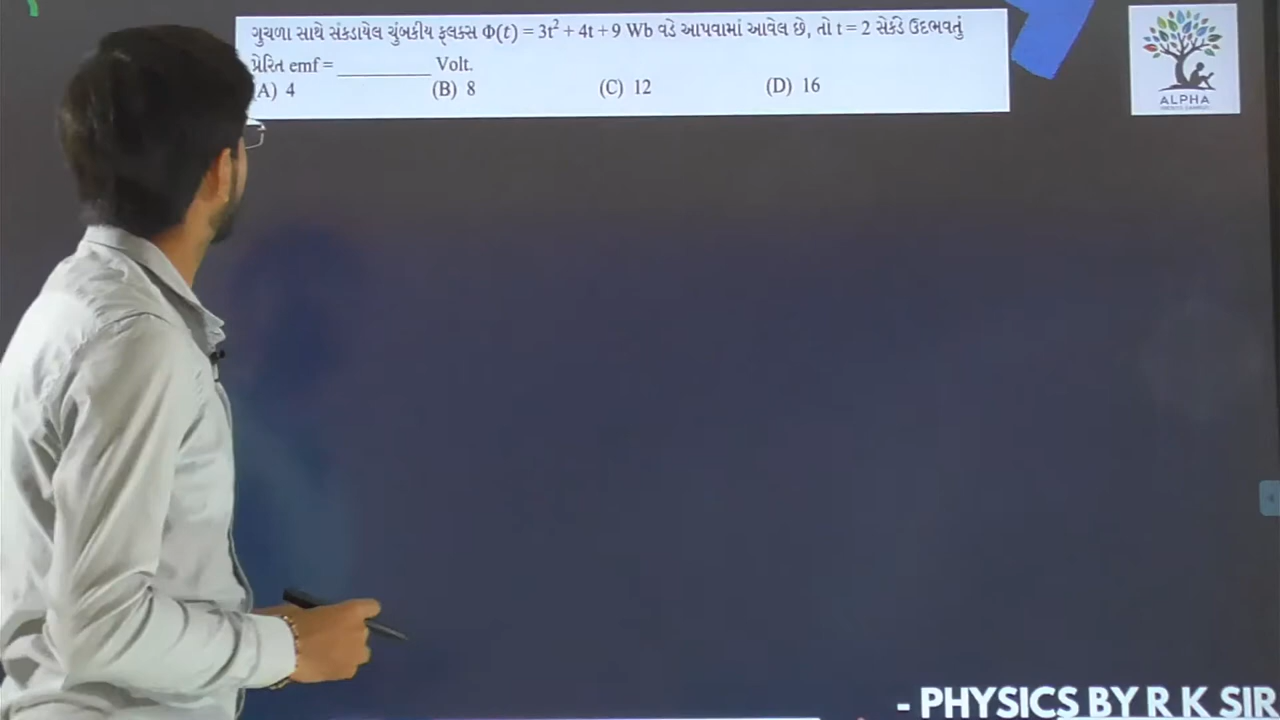 ગુચળા સાથે સંકડાયેલ ચુંબકીય ફ્લક્સ Φ(t) = 3t² + 4t + 9 Wb વડે આપવામાં આવેલ છે, તો t = 2 સેકંડે ઉદભવતું
પ્રેરિત emf = __________ Volt.
(A) 4 (B) 8 (C) 12 (D) 16
ALPHA
- PHYSICS BY R K SIR